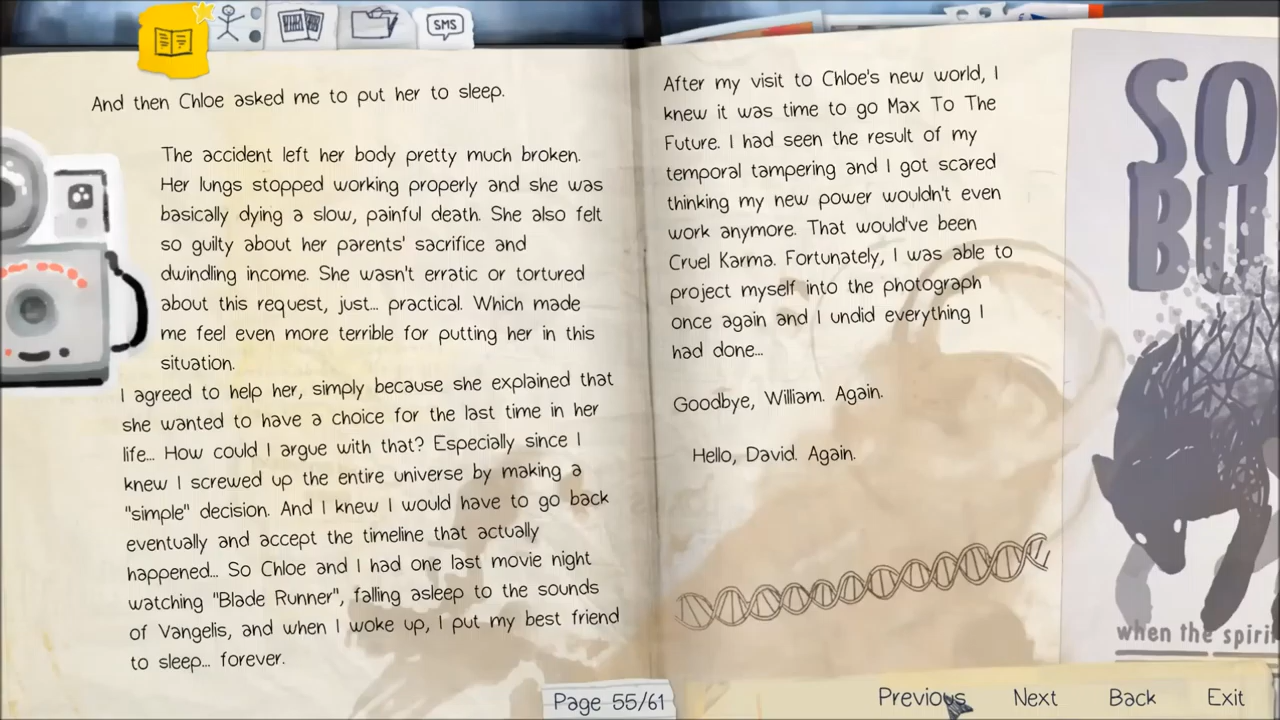 SMS
And then Chloe asked me to put her to sleep.
The accident left her body pretty much broken.
Her lungs stopped working properly and she was
basically dying a slow, painful death. She also felt
so guilty about her parents' sacrifice and
dwindling income. She wasn't erratic or tortured
about this request, just... practical. Which made
me feel even more terrible for putting her in this
situation.
I agreed to help her, simply because she explained that
she wanted to have a choice for the last time in her
life... How could I argue with that? Especially since I
knew I screwed up the entire universe by making a
"simple" decision. And I knew I would have to go back
eventually and accept the timeline that actually
happened... So Chloe and I had one last movie night
watching "Blade Runner", falling asleep to the sounds
of Vangelis, and when I woke up, I put my best friend
to sleep... forever.
After my visit to Chloe's new world, I
knew it was time to go Max To The
Future. I had seen the result of my
temporal tampering and I got scared
thinking my new power wouldn't even
work anymore. That would've been
Cruel Karma. Fortunately, I was able to
project myself into the photograph
once again and I undid everything I
had done...
Goodbye, William. Again.
Hello, David. Again.
SO
when the spirit
Page 55/61
Previous
Next
Back
Exit